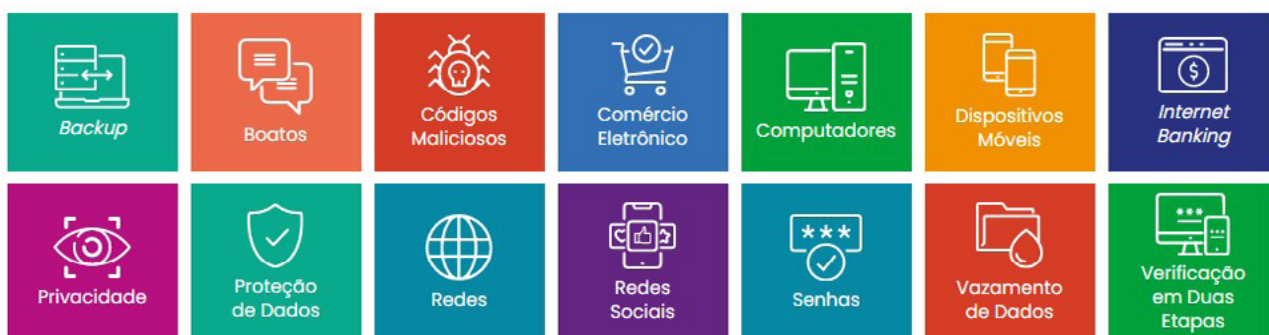 Backup
Boatos
Códigos
Maliciosos
Comércio
Eletrônico
Computadores
Dispositivos
Móveis
Internet
Banking
Privacidade
Proteção
de Dados
Redes
Redes
Sociais
***
Senhas
Vazamento
de Dados
***
***
Verificação
em Duas
Etapas